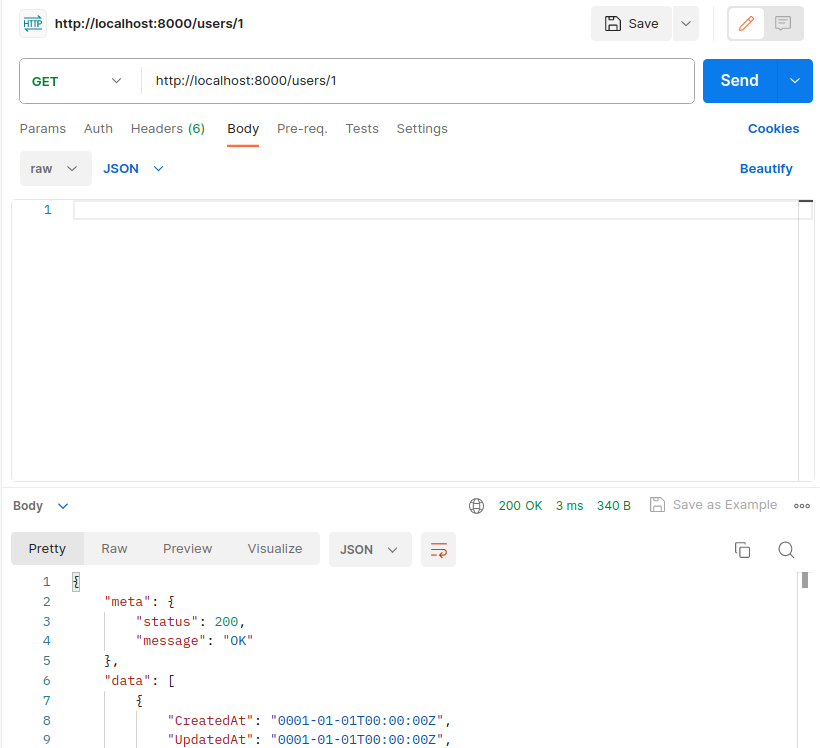 HTTP http://localhost:8000/users/1 Save
GET http://localhost:8000/users/1 Send
Params Auth Headers (6) Body Pre-req. Tests Settings Cookies
raw JSON Beautify
1
Body 200 OK 3 ms 340 B Save as Example
Pretty Raw Preview Visualize JSON
1 {
2 "meta": {
3 "status": 200,
4 "message": "OK"
5 },
6 "data": [
7 {
8 "CreatedAt": "0001-01-01T00:00:00Z",
9 "UpdatedAt": "0001-01-01T00:00:00Z",